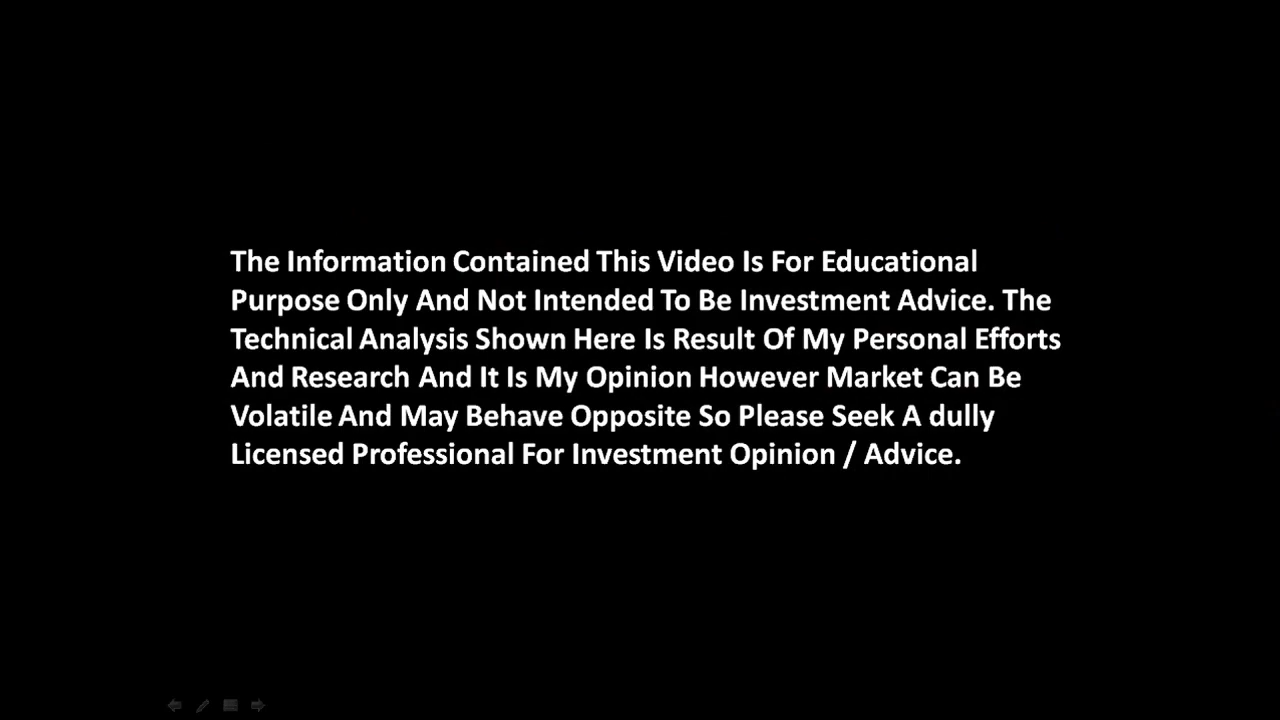 The Information Contained This Video Is For Educational
Purpose Only And Not Intended To Be Investment Advice. The
Technical Analysis Shown Here Is Result Of My Personal Efforts
And Research And It Is My Opinion However Market Can Be
Volatile And May Behave Opposite So Please Seek A dully
Licensed Professional For Investment Opinion / Advice.